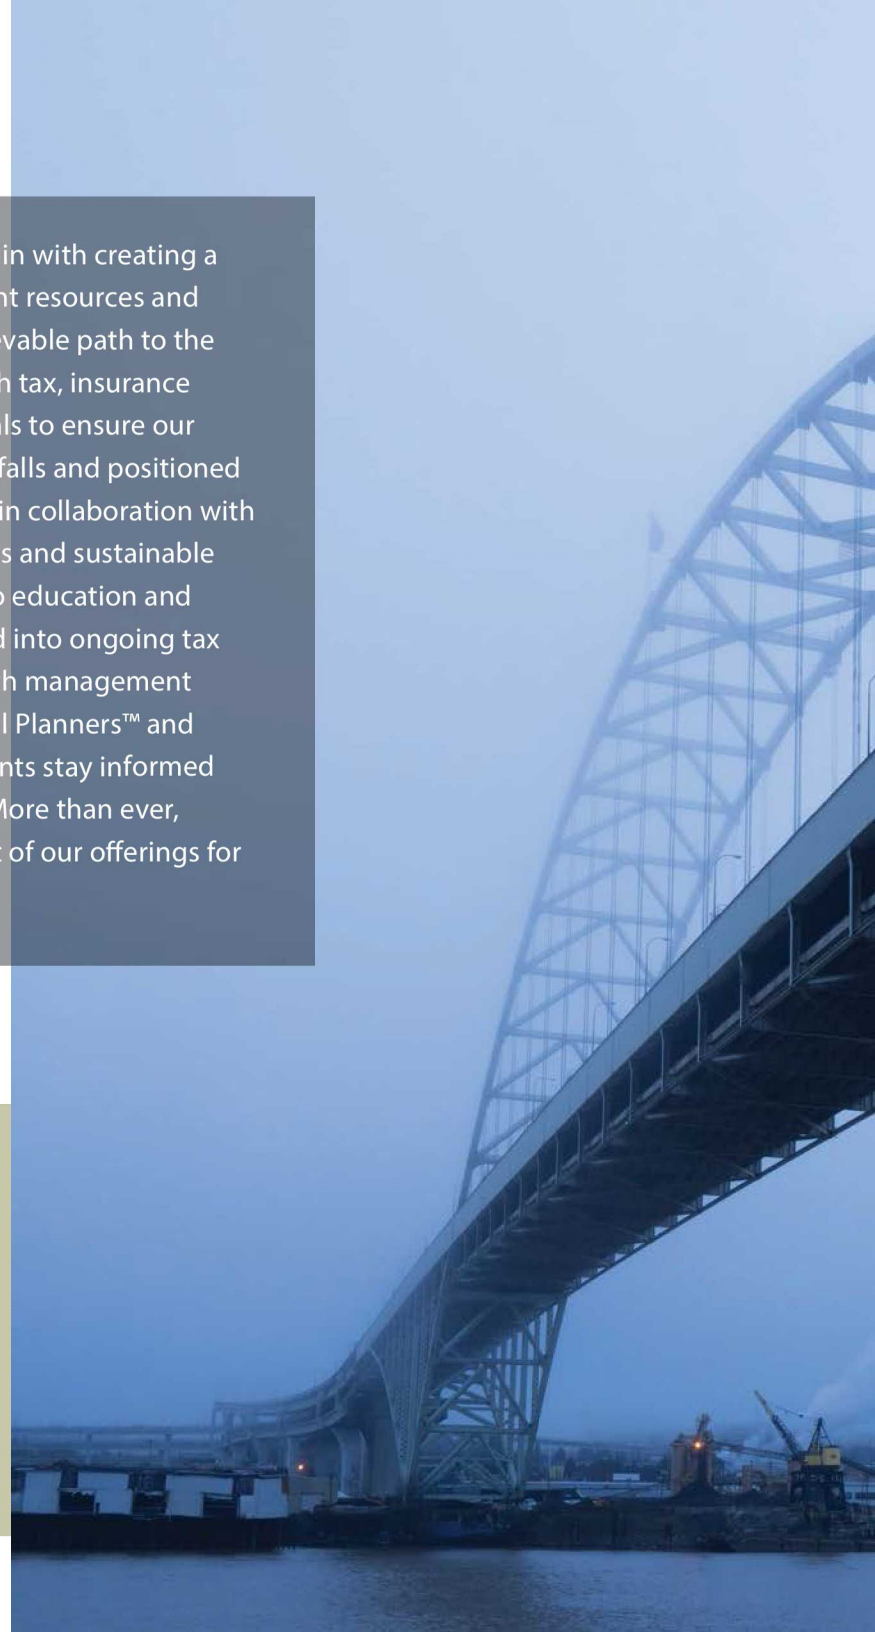 in with creating a
nt resources and
vable path to the
h tax, insurance
ls to ensure our
falls and positioned
in collaboration with
s and sustainable
education and
d into ongoing tax
h management
l Planners™ and
nts stay informed
More than ever,
of our offerings for